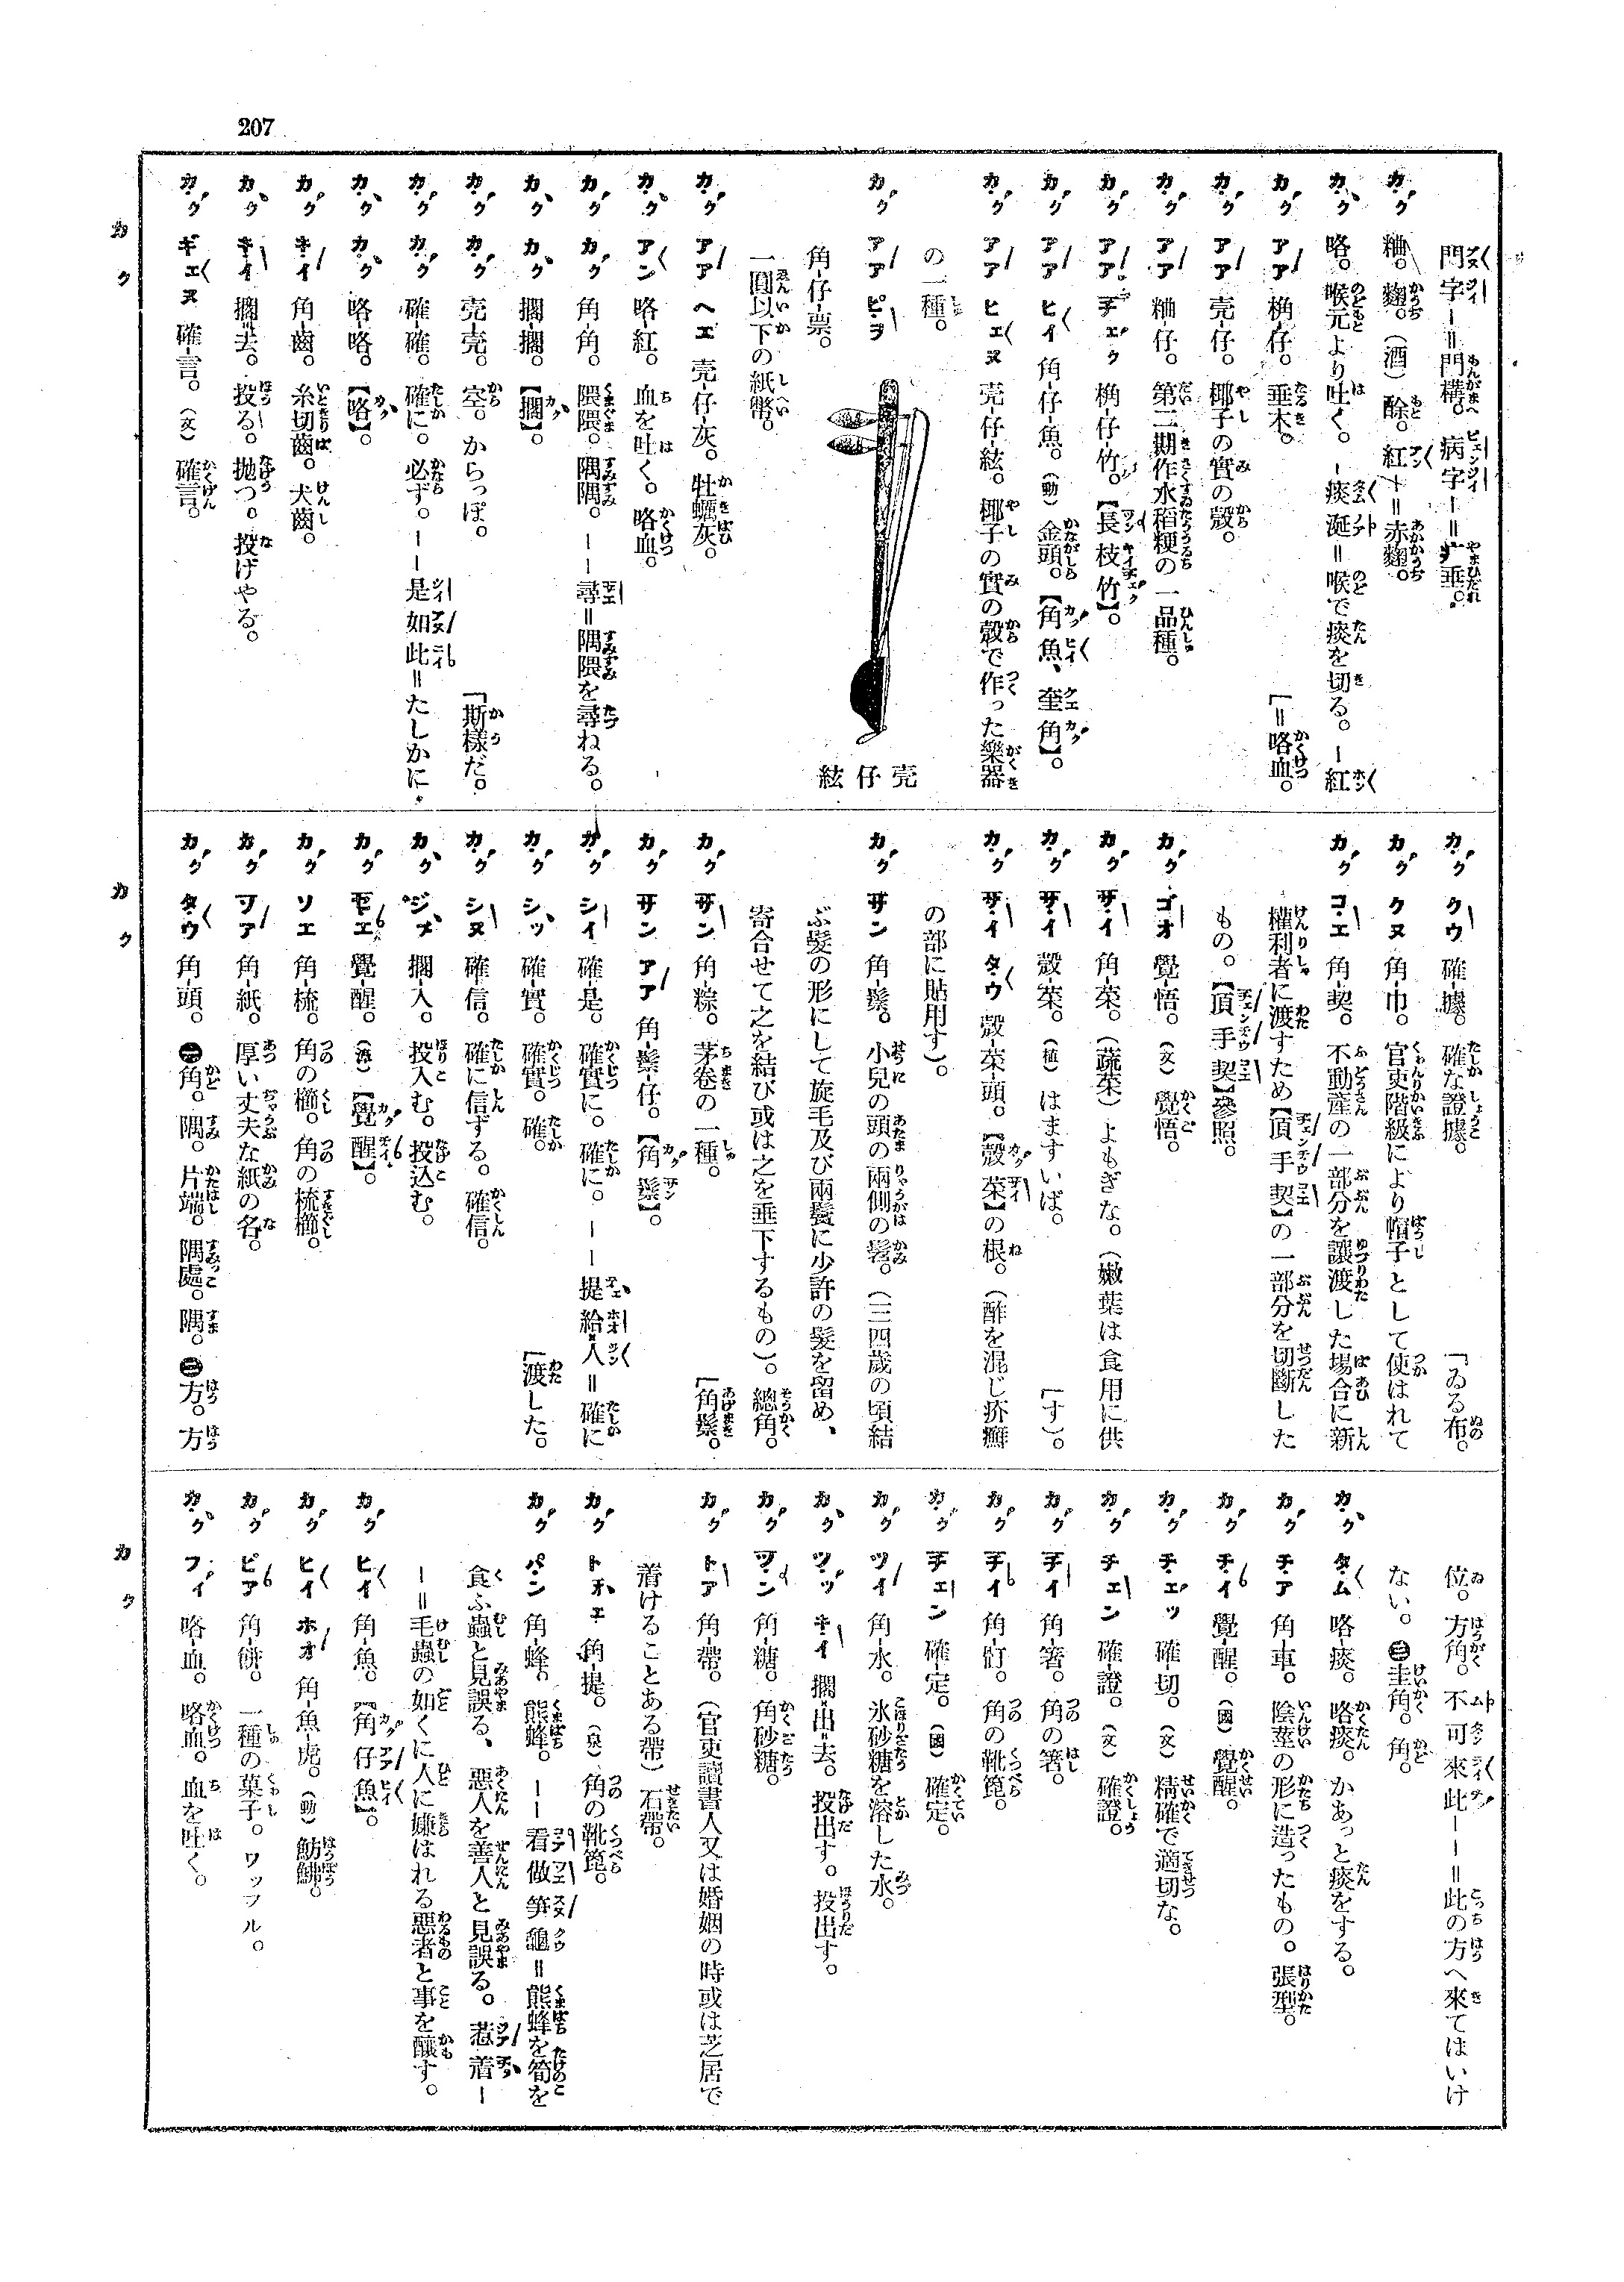 207
門字ー=門構。病字ー=疒垂。
カク 粬。麴。(酒)酴。紅ー=赤麴。
カク 咯。喉元より吐く。ー痰涎=喉で痰を切る。ー紅
「=咯血。
カク アア 桷-仔。垂木。
カク アア 壳-仔。椰子の實の殼。
カク アア 粬-仔。第二期作水稻粳の一品種。
カク アア チェク 桷-仔-竹。【長枝竹】。
カク アア ヒイ 角-仔-魚。(動)金頭。【角魚、奎角】。
カク アア ヒェヌ 壳-仔-絃。椰子の實の殼で作った樂器
の一種。
壳仔絃
カク アア ピヲ
角-仔-票。
一圓以下の紙幣。
カク アア ヘエ 壳-仔-灰。牡蠣灰。
カク アン 咯-紅。血を吐く。咯血。
カク カク 角-角。隈隈。隅隅。ーー尋=隅隈を尋ねる。
カク カク 擱-擱。【擱】。
カク カク 壳-壳。空。からっぽ。
「斯樣だ。
カク カク 確-確。確に。必ず。ーー是如此=たしかに
カク カク 咯-咯。【咯】。
カク キイ 角-齒。糸切齒。犬齒。
カク キイ 擱-去。投る。抛つ。投げやる。
カク ギェヌ 確-言。(文)確言。
カク クウ 確-據。確な證據。
「ゐる布。
カク クヌ 角-巾。官吏階級により帽子として使はれて
カク コエ 角-契。不動產の一部分を讓渡した場合に新
權利者に渡すため【頂手契】の一部分を切斷した
もの。【頂手契】參照。
カク ゴオ 覺-悟。(文)覺悟。
カク サイ 角-菜。(蔬菜)よもぎな。(嫩葉は食用に供
「す)。
カク サイ 殼-菜。(植)はますいば。
カク サイ タウ 殼-菜-頭。【殼菜】の根。(酢を混じ疥癬
の部に貼用す)。
カク サン 角-鬃。小兒の頭の兩側の髷。(三四歲の頃結
ぶ髮の形にして旋毛及び兩鬢に少許の髮を留め、
寄合せて之を結び或は之を垂下するもの)。總角。
「角鬃。
カク サン 角-粽。茅卷の一種。
カク サン アア 角-鬃-仔。【角鬃】。
カク シイ 確-是。確實に。確に。ーー提給人=確に
「渡した。
カク シッ 確-實。確實。確。
カク シヌ 確-信。確に信ずる。確信。
カク ジプ 擱-入。投入む。投込む。
カク セエ 覺-醒。【覺醒】。
カク ソエ 角-梳。角の櫛。角の梳櫛。
カク ツア 角-紙。厚い丈夫な紙の名。
カク タウ 角-頭。㊀角。隅。片端。隅處。隅。㊁方。方
位。方角。不可來此ーー=此の方へ來てはいけ
ない。㊂圭角。角。
カク タム 咯-痰。咯痰。かあっと痰をする。
カク チア 角-車。陰莖の形に造ったもの。張型。
カク チイ 覺-醒。(國)覺醒。
カク チェッ 確-切。(文)精確で適切な。
カク チェン 確-證。(文)確證。
カク チイ 角-箸。角の箸。
カク チイ 角-𩊅。角の靴箆。
カク チェン 確-定。(國)確定。
カク ツイ 角-水。氷砂糖を溶した水。
カク ツッ キイ 擱-出-去。投出す。投出す。
カク ツン 角-糖。角砂糖。
カク トア 角-帶。(官吏讀書人又は婚姻の時或は芝居で
着けることある帶)石帶。
カク トェ 角-提。(泉)角の靴箆。
カク パン 角-蜂。熊蜂。ーー看做笋龜=熊蜂を筍を
食ふ蟲と見誤る、惡人を善人と見誤る。惹着ー
ー=毛蟲の如くに人に嫌はれる惡者と事を釀す。
カク ヒイ 角-魚。【角仔魚】。
カク ヒイ ホオ 角-魚-虎。(動)魴鮄。
カク ピア 角-餅。一種の菓子。ワッフル。
カク フイ 咯-血。咯血。血を吐く。
カク
カク
カク